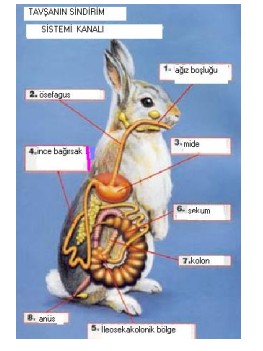 TAVŞANIN SİNDİRİM
SİSTEMİ KANALI
1- ağız boşluğu
2. ösefagus
3. mide
4. ince bağırsak
6. sekum
7. kolon
8. anüs
5. İleosekakolonik bölge